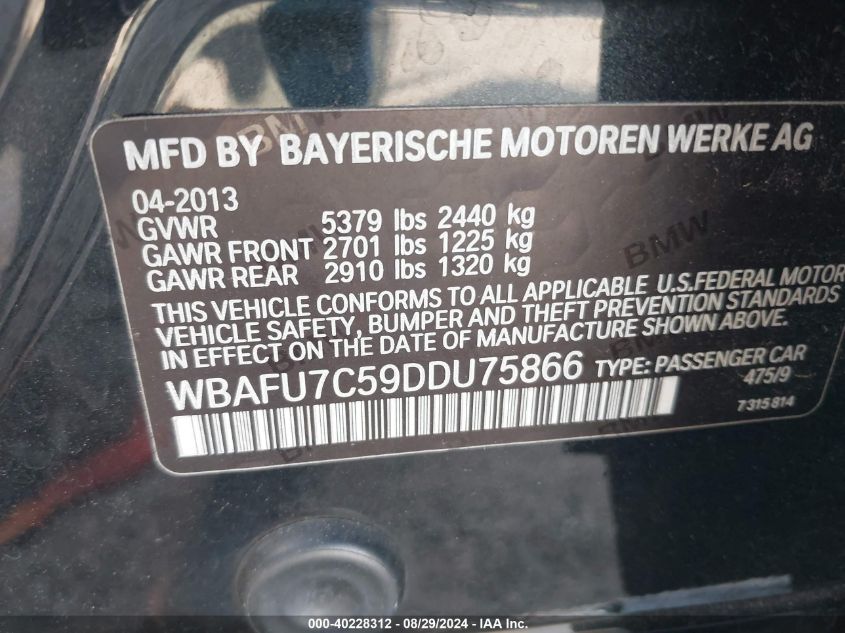 MFD BY BAYERISCHE MOTOREN WERKE AG
04-2013
GVWR 5379 lbs 2440 kg
GAWR FRONT 2701 lbs 1225 kg
GAWR REAR 2910 lbs 1320 kg
THIS VEHICLE CONFORMS TO ALL APPLICABLE U.S.FEDERAL MOTOR
VEHICLE SAFETY, BUMPER AND THEFT PREVENTION STANDARDS
IN EFFECT ON THE DATE OF MANUFACTURE SHOWN ABOVE.
WBAFU7C59DDU75866 TYPE: PASSENGER CAR
475/9
7315814
BMW
BMW
000-40228312 - 08/29/2024 - IAA Inc.